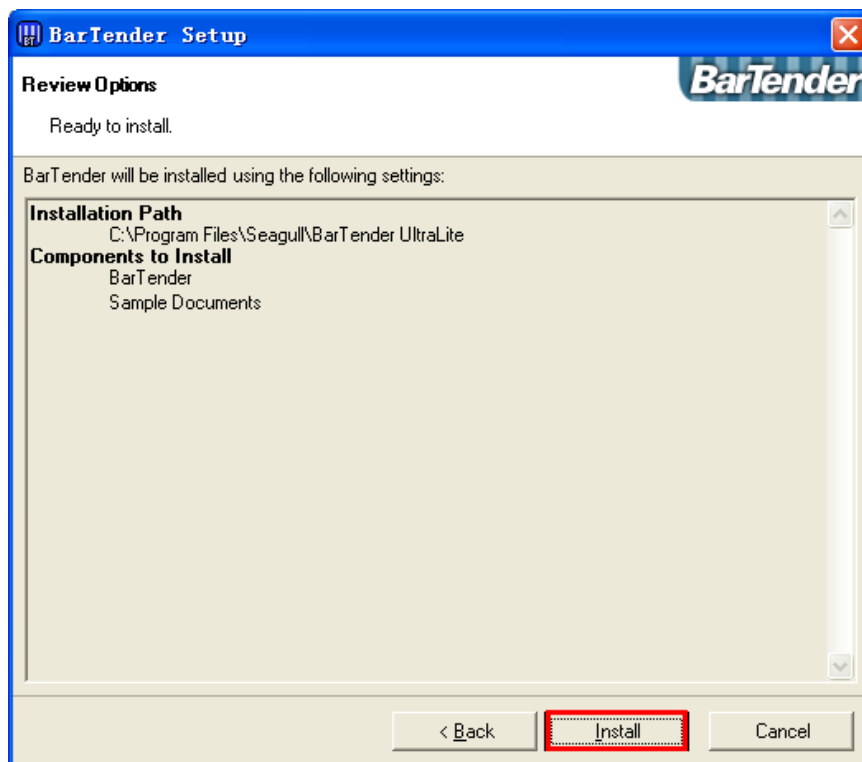 BT
BarTender Setup
Review Options
BarTender
Ready to install.
BarTender will be installed using the following settings:
Installation Path
C:\Program Files\Seagull\BarTender UltraLite
Components to Install
BarTender
Sample Documents
< Back
Install
Cancel